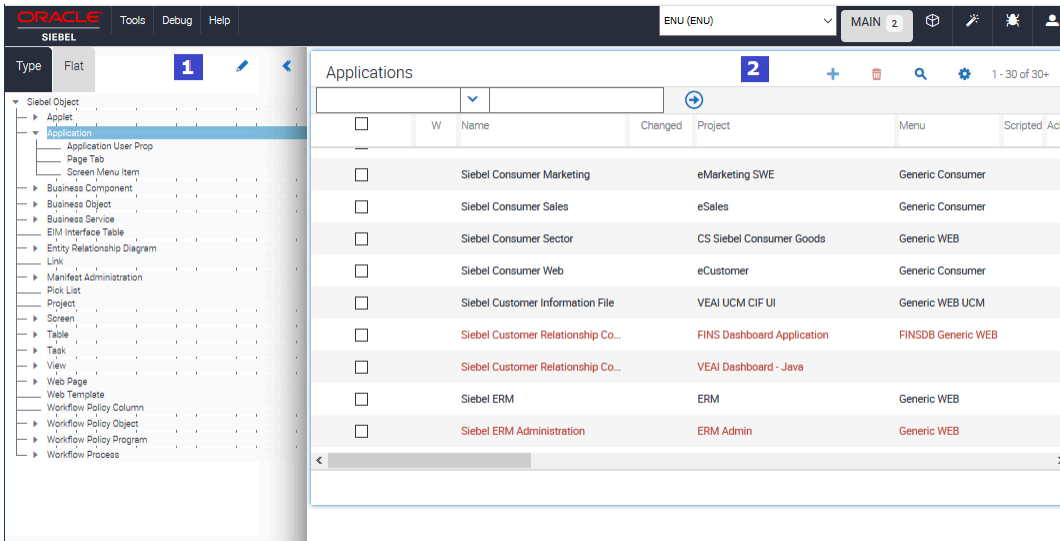 ORACLE Tools Debug Help ENU (ENU) MAIN 2
SIEBEL
Type Flat 1
Siebel Object
Applet
Application
Application User Prop
Page Tab
Screen Menu Item
Business Component
Business Object
Business Service
EIM Interface Table
Entity Relationship Diagram
Link
Manifest Administration
Pick List
Project
Screen
Table
Task
View
Web Page
Web Template
Workflow Policy Column
Workflow Policy Object
Workflow Policy Program
Workflow Process
Applications 2 1 - 30 of 30+
W Name Changed Project Menu Scripted
Siebel Consumer Marketing eMarketing SWE Generic Consumer
Siebel Consumer Sales eSales Generic Consumer
Siebel Consumer Sector CS Siebel Consumer Goods Generic WEB
Siebel Consumer Web eCustomer Generic Consumer
Siebel Customer Information File VEAI UCM CIF UI Generic WEB UCM
Siebel Customer Relationship Co... FINS Dashboard Application FINSDB Generic WEB
Siebel Customer Relationship Co... VEAI Dashboard - Java
Siebel ERM ERM Generic WEB
Siebel ERM Administration ERM Admin Generic WEB